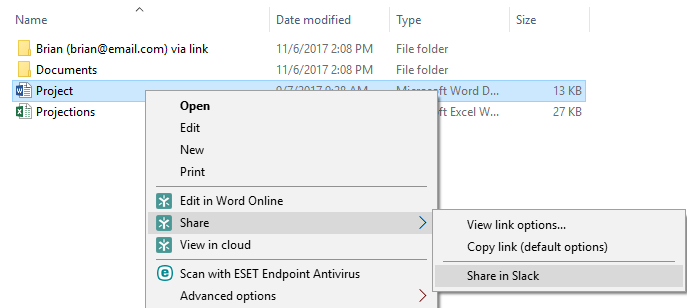 Name Date modified Type Size
Brian (brian@email.com) via link 11/6/2017 2:08 PM File folder
Documents 11/6/2017 2:08 PM File folder
Project Microsoft Word D... 13 KB
Projections Excel W... 27 KB
Open
Edit
New
Print
Edit in Word Online
Share
View in cloud
Scan with ESET Endpoint Antivirus
Advanced options
View link options...
Copy link (default options)
Share in Slack